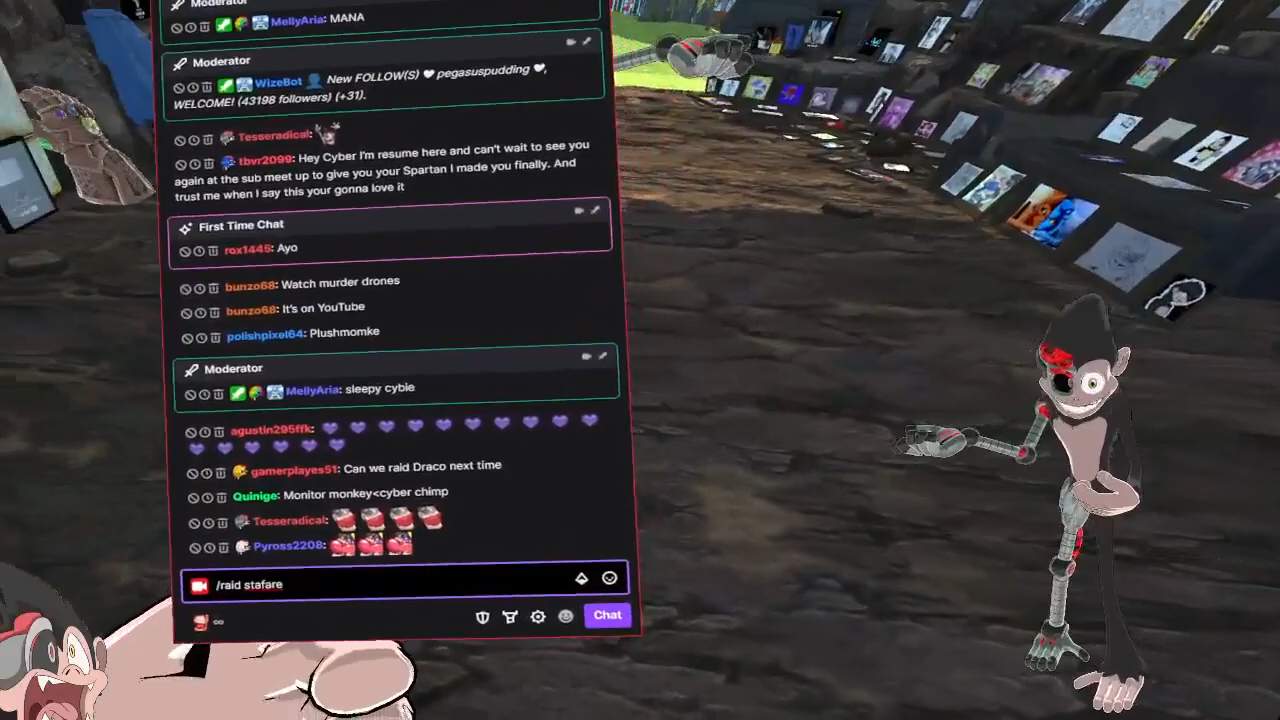 Moderator
MellyAria: MANA
Moderator
WizeBot New FOLLOW(S) ♥ pegasuspudding ♥,
WELCOME! (43198 followers) (+31).
Tesseradical:
tbvr2099: Hey Cyber I'm resume here and can't wait to see you
again at the sub meet up to give you your Spartan I made you finally. And
trust me when I say this your gonna love it
First Time Chat
rox1445: Ayo
bunzo68: Watch murder drones
bunzo68: It's on YouTube
polishpixel64: Plushmomke
Moderator
MellyAria: sleepy cybie
agustin295ffk: 💜 💜 💜 💜 💜 💜 💜 💜 💜 💜
💜 💜 💜 💜 💜 💜
gamerplayes51: Can we raid Draco next time
Quinige: Monitor monkey<cyber chimp
Tesseradical:
Pyross2208:
/raid stafare
∞
Chat